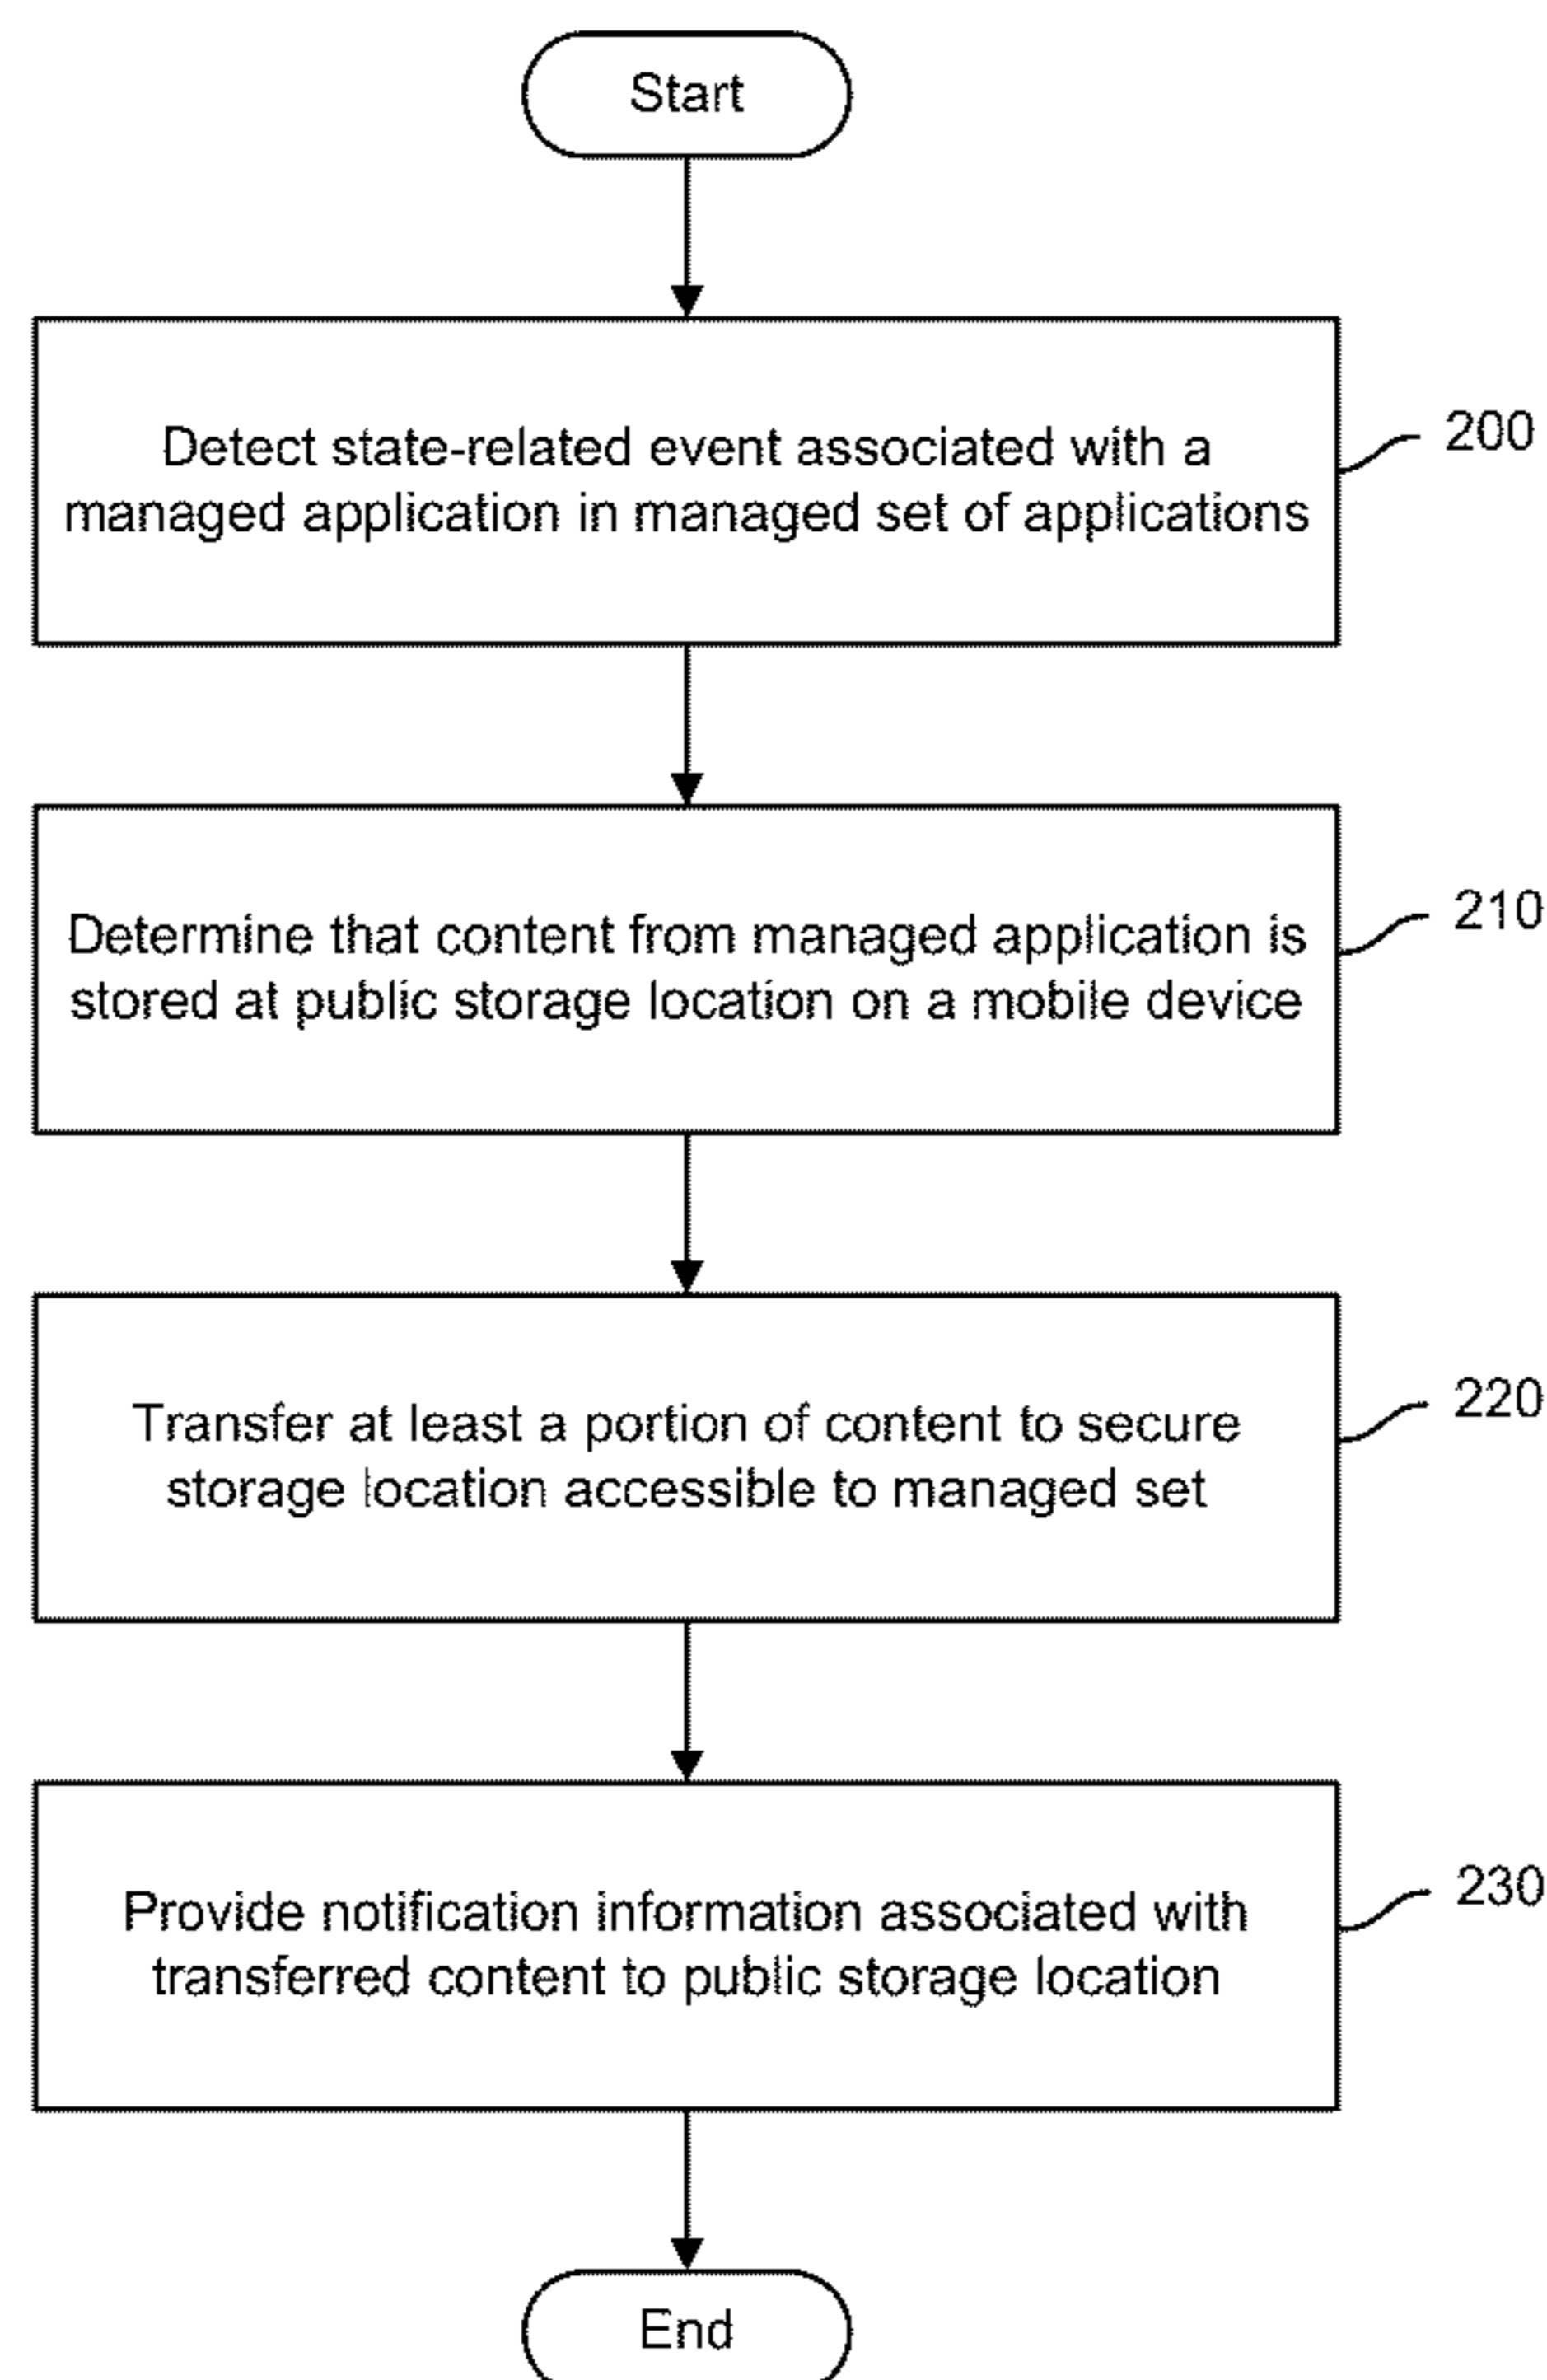 Start
Detect state-related event associated with a
managed application in managed set of applications
200
Determine that content from managed application is
stored at public storage location on a mobile device
210
Transfer at least a portion of content to secure
storage location accessible to managed set
220
Provide notification information associated with
transferred content to public storage location
230
End